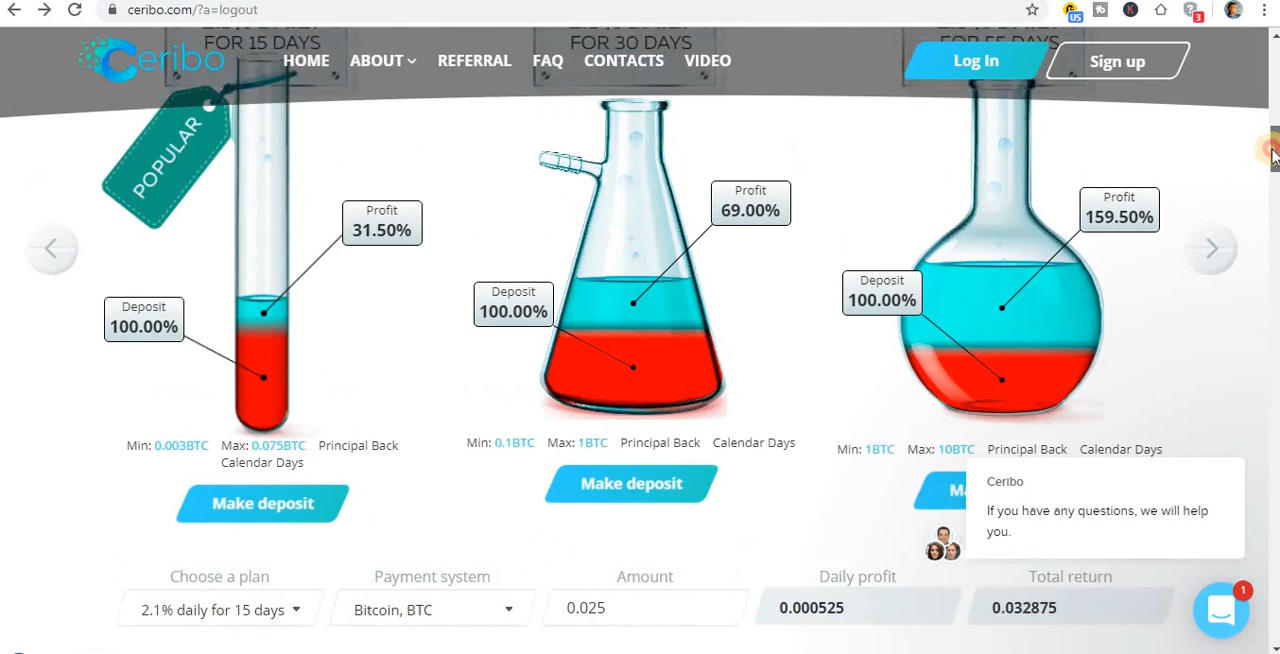 ceribo.com/?a=logout
US
3
FOR 15 DAYS
FOR 30 DAYS
FOR 55 DAYS
Ceribo
HOME
ABOUT
REFERRAL
FAQ
CONTACTS
VIDEO
Log In
Sign up
POPULAR
Profit
31.50%
Deposit
100.00%
Profit
69.00%
Deposit
100.00%
Profit
159.50%
Deposit
100.00%
Min: 0.003BTC Max: 0.075BTC Principal Back
Calendar Days
Make deposit
Min: 0.1BTC Max: 1BTC Principal Back Calendar Days
Make deposit
Min: 1BTC Max: 10BTC Principal Back Calendar Days
Ceribo
If you have any questions, we will help
you.
1
Choose a plan
2.1% daily for 15 days
Payment system
Bitcoin, BTC
Amount
0.025
Daily profit
0.000525
Total return
0.032875